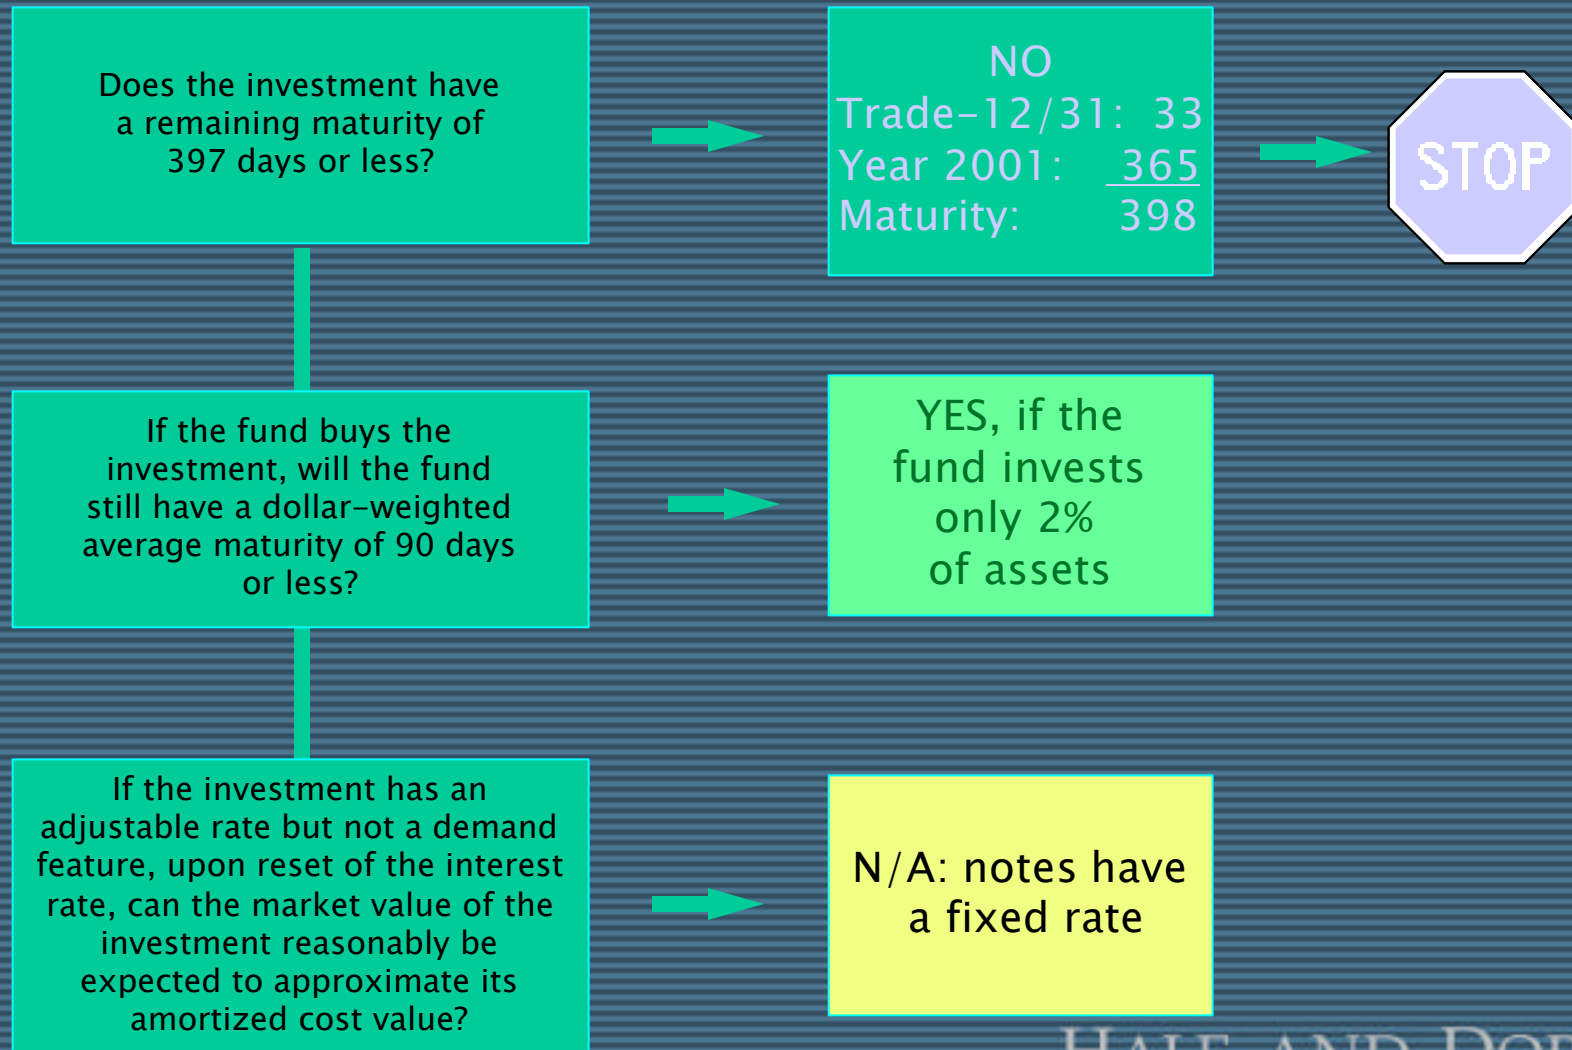 Does the investment have
a remaining maturity of
397 days or less?
NO
Trade-12/31: 33
Year 2001: 365
Maturity: 398
STOP
If the fund buys the
investment, will the fund
still have a dollar-weighted
average maturity of 90 days
or less?
YES, if the
fund invests
only 2%
of assets
If the investment has an
adjustable rate but not a demand
feature, upon reset of the interest
rate, can the market value of the
investment reasonably be
expected to approximate its
amortized cost value?
N/A: notes have
a fixed rate
AND